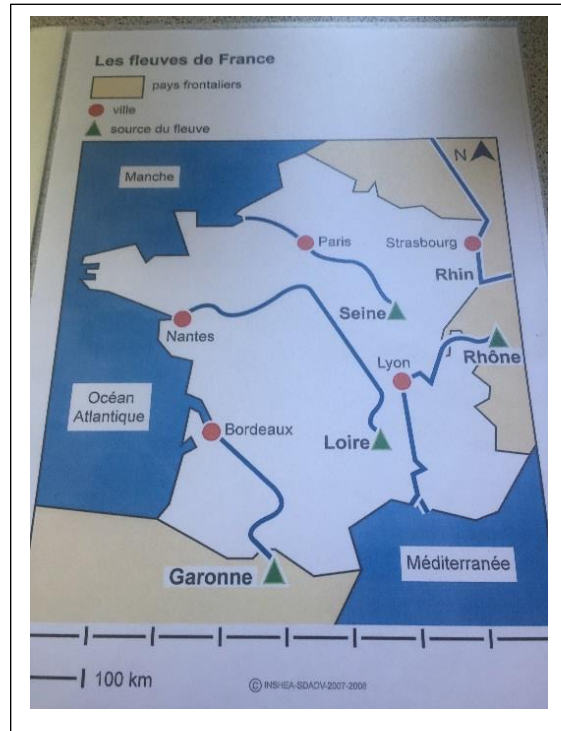 Les fleuves de France
pays frontaliers
ville
source du fleuve
N
Manche
Paris
Strasbourg
Rhin
Seine
Nantes
Rhône
Lyon
Océan
Atlantique
Bordeaux
Loire
Méditerranée
Garonne
100 km
© INSHEA-SDADV-2007-2008